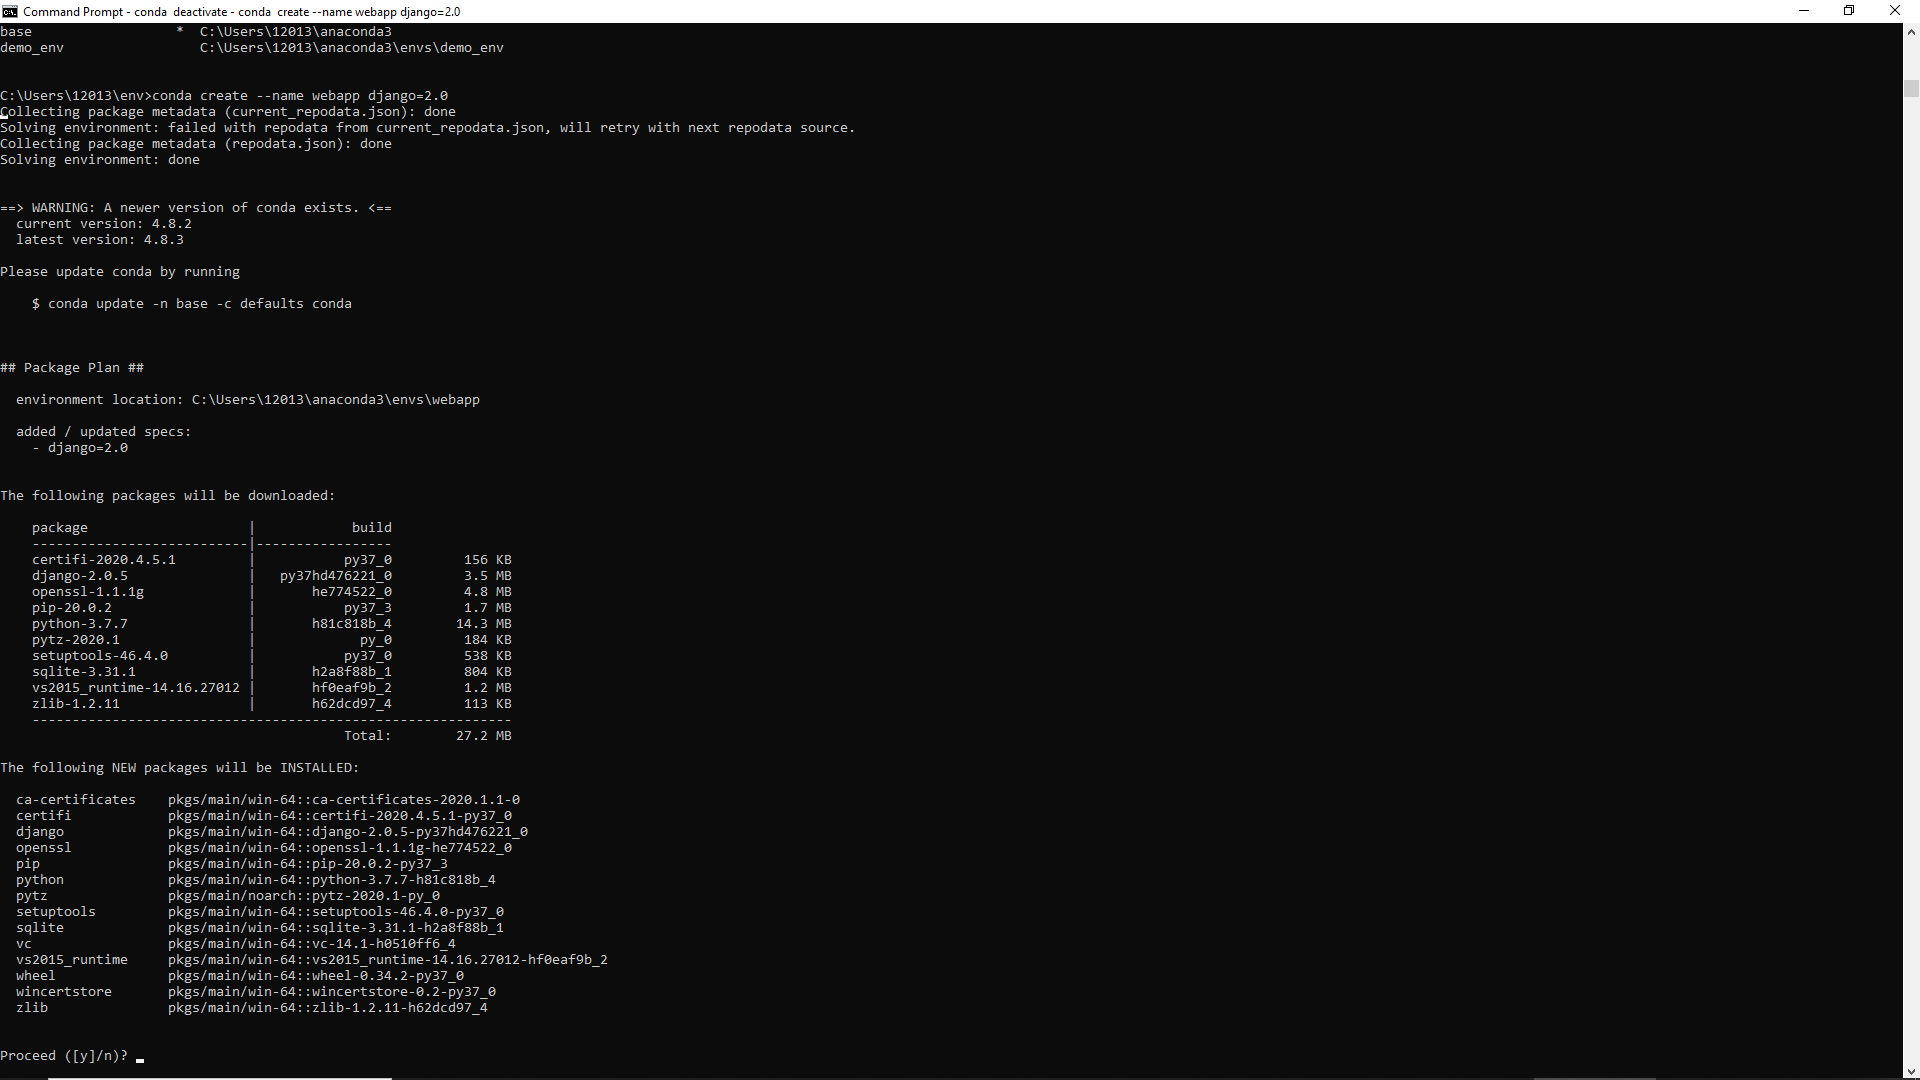 Command Prompt - conda  deactivate - conda  create --name webapp django=2.0
base                  *  C:\Users\12013\anaconda3
demo_env                 C:\Users\12013\anaconda3\envs\demo_env
C:\Users\12013\env>conda create --name webapp django=2.0
Collecting package metadata (current_repodata.json): done
Solving environment: failed with repodata from current_repodata.json, will retry with next repodata source.
Collecting package metadata (repodata.json): done
Solving environment: done
==> WARNING: A newer version of conda exists. <==
  current version: 4.8.2
  latest version: 4.8.3
Please update conda by running
    $ conda update -n base -c defaults conda
## Package Plan ##
  environment location: C:\Users\12013\anaconda3\envs\webapp
  added / updated specs:
    - django=2.0
The following packages will be downloaded:
    package                    |            build
    ---------------------------|-----------------
    certifi-2020.4.5.1         |           py37_0         156 KB
    django-2.0.5               |   py37hd476221_0         3.5 MB
    openssl-1.1.1g             |       he774522_0         4.8 MB
    pip-20.0.2                 |           py37_3         1.7 MB
    python-3.7.7               |       h81c818b_4        14.3 MB
    pytz-2020.1                |             py_0         184 KB
    setuptools-46.4.0          |           py37_0         538 KB
    sqlite-3.31.1              |       h2a8f88b_1         804 KB
    vs2015_runtime-14.16.27012 |       hf0eaf9b_2         1.2 MB
    zlib-1.2.11                |       h62dcd97_4         113 KB
    ------------------------------------------------------------
                                           Total:        27.2 MB
The following NEW packages will be INSTALLED:
  ca-certificates    pkgs/main/win-64::ca-certificates-2020.1.1-0
  certifi            pkgs/main/win-64::certifi-2020.4.5.1-py37_0
  django             pkgs/main/win-64::django-2.0.5-py37hd476221_0
  openssl            pkgs/main/win-64::openssl-1.1.1g-he774522_0
  pip                pkgs/main/win-64::pip-20.0.2-py37_3
  python             pkgs/main/win-64::python-3.7.7-h81c818b_4
  pytz               pkgs/main/noarch::pytz-2020.1-py_0
  setuptools         pkgs/main/win-64::setuptools-46.4.0-py37_0
  sqlite             pkgs/main/win-64::sqlite-3.31.1-h2a8f88b_1
  vc                 pkgs/main/win-64::vc-14.1-h0510ff6_4
  vs2015_runtime     pkgs/main/win-64::vs2015_runtime-14.16.27012-hf0eaf9b_2
  wheel              pkgs/main/win-64::wheel-0.34.2-py37_0
  wincertstore       pkgs/main/win-64::wincertstore-0.2-py37_0
  zlib               pkgs/main/win-64::zlib-1.2.11-h62dcd97_4
Proceed ([y]/n)?